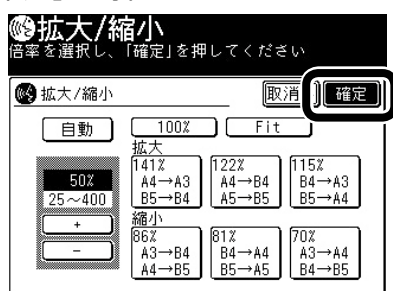 拡大/縮小
倍率を選択し、「確定」を押してください
拡大/縮小
取消 確定
自動 100% Fit
拡大
50%
25～400
+
-
141%
A4→A3
B5→B4
122%
A4→B4
A5→B5
115%
B4→A3
B5→A4
縮小
86%
A3→B4
A4→B5
81%
B4→A4
B5→A5
70%
A3→A4
B4→B5